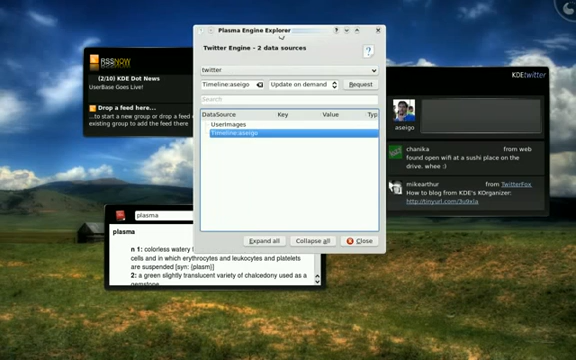 Plasma Engine Explorer
Twitter Engine - 2 data sources
twitter
Timeline:aseigo
Update on demand
Request
Search
DataSource Key Value Typ
UserImages
Timeline:aseigo
Expand all
Collapse all
Close
RSSNOW
(2/10) KDE Dot News
UserBase Goes Live!
Drop a feed here...
...to start a new group or drop a feed
existing group to add the feed there
KDE twitter
aseigo
chanika from web
found open wifi at a sushi place on the
drive. whee :)
mikearthur from TwitterFox
How to blog from KDE's KOrganizer:
plasma
plasma
n 1: colorless watery
cells and in which erythrocytes and leukocytes and platelets
are suspended [syn: {plasm}]
2: a green slightly translucent variety of chalcedony used as a
gemstone